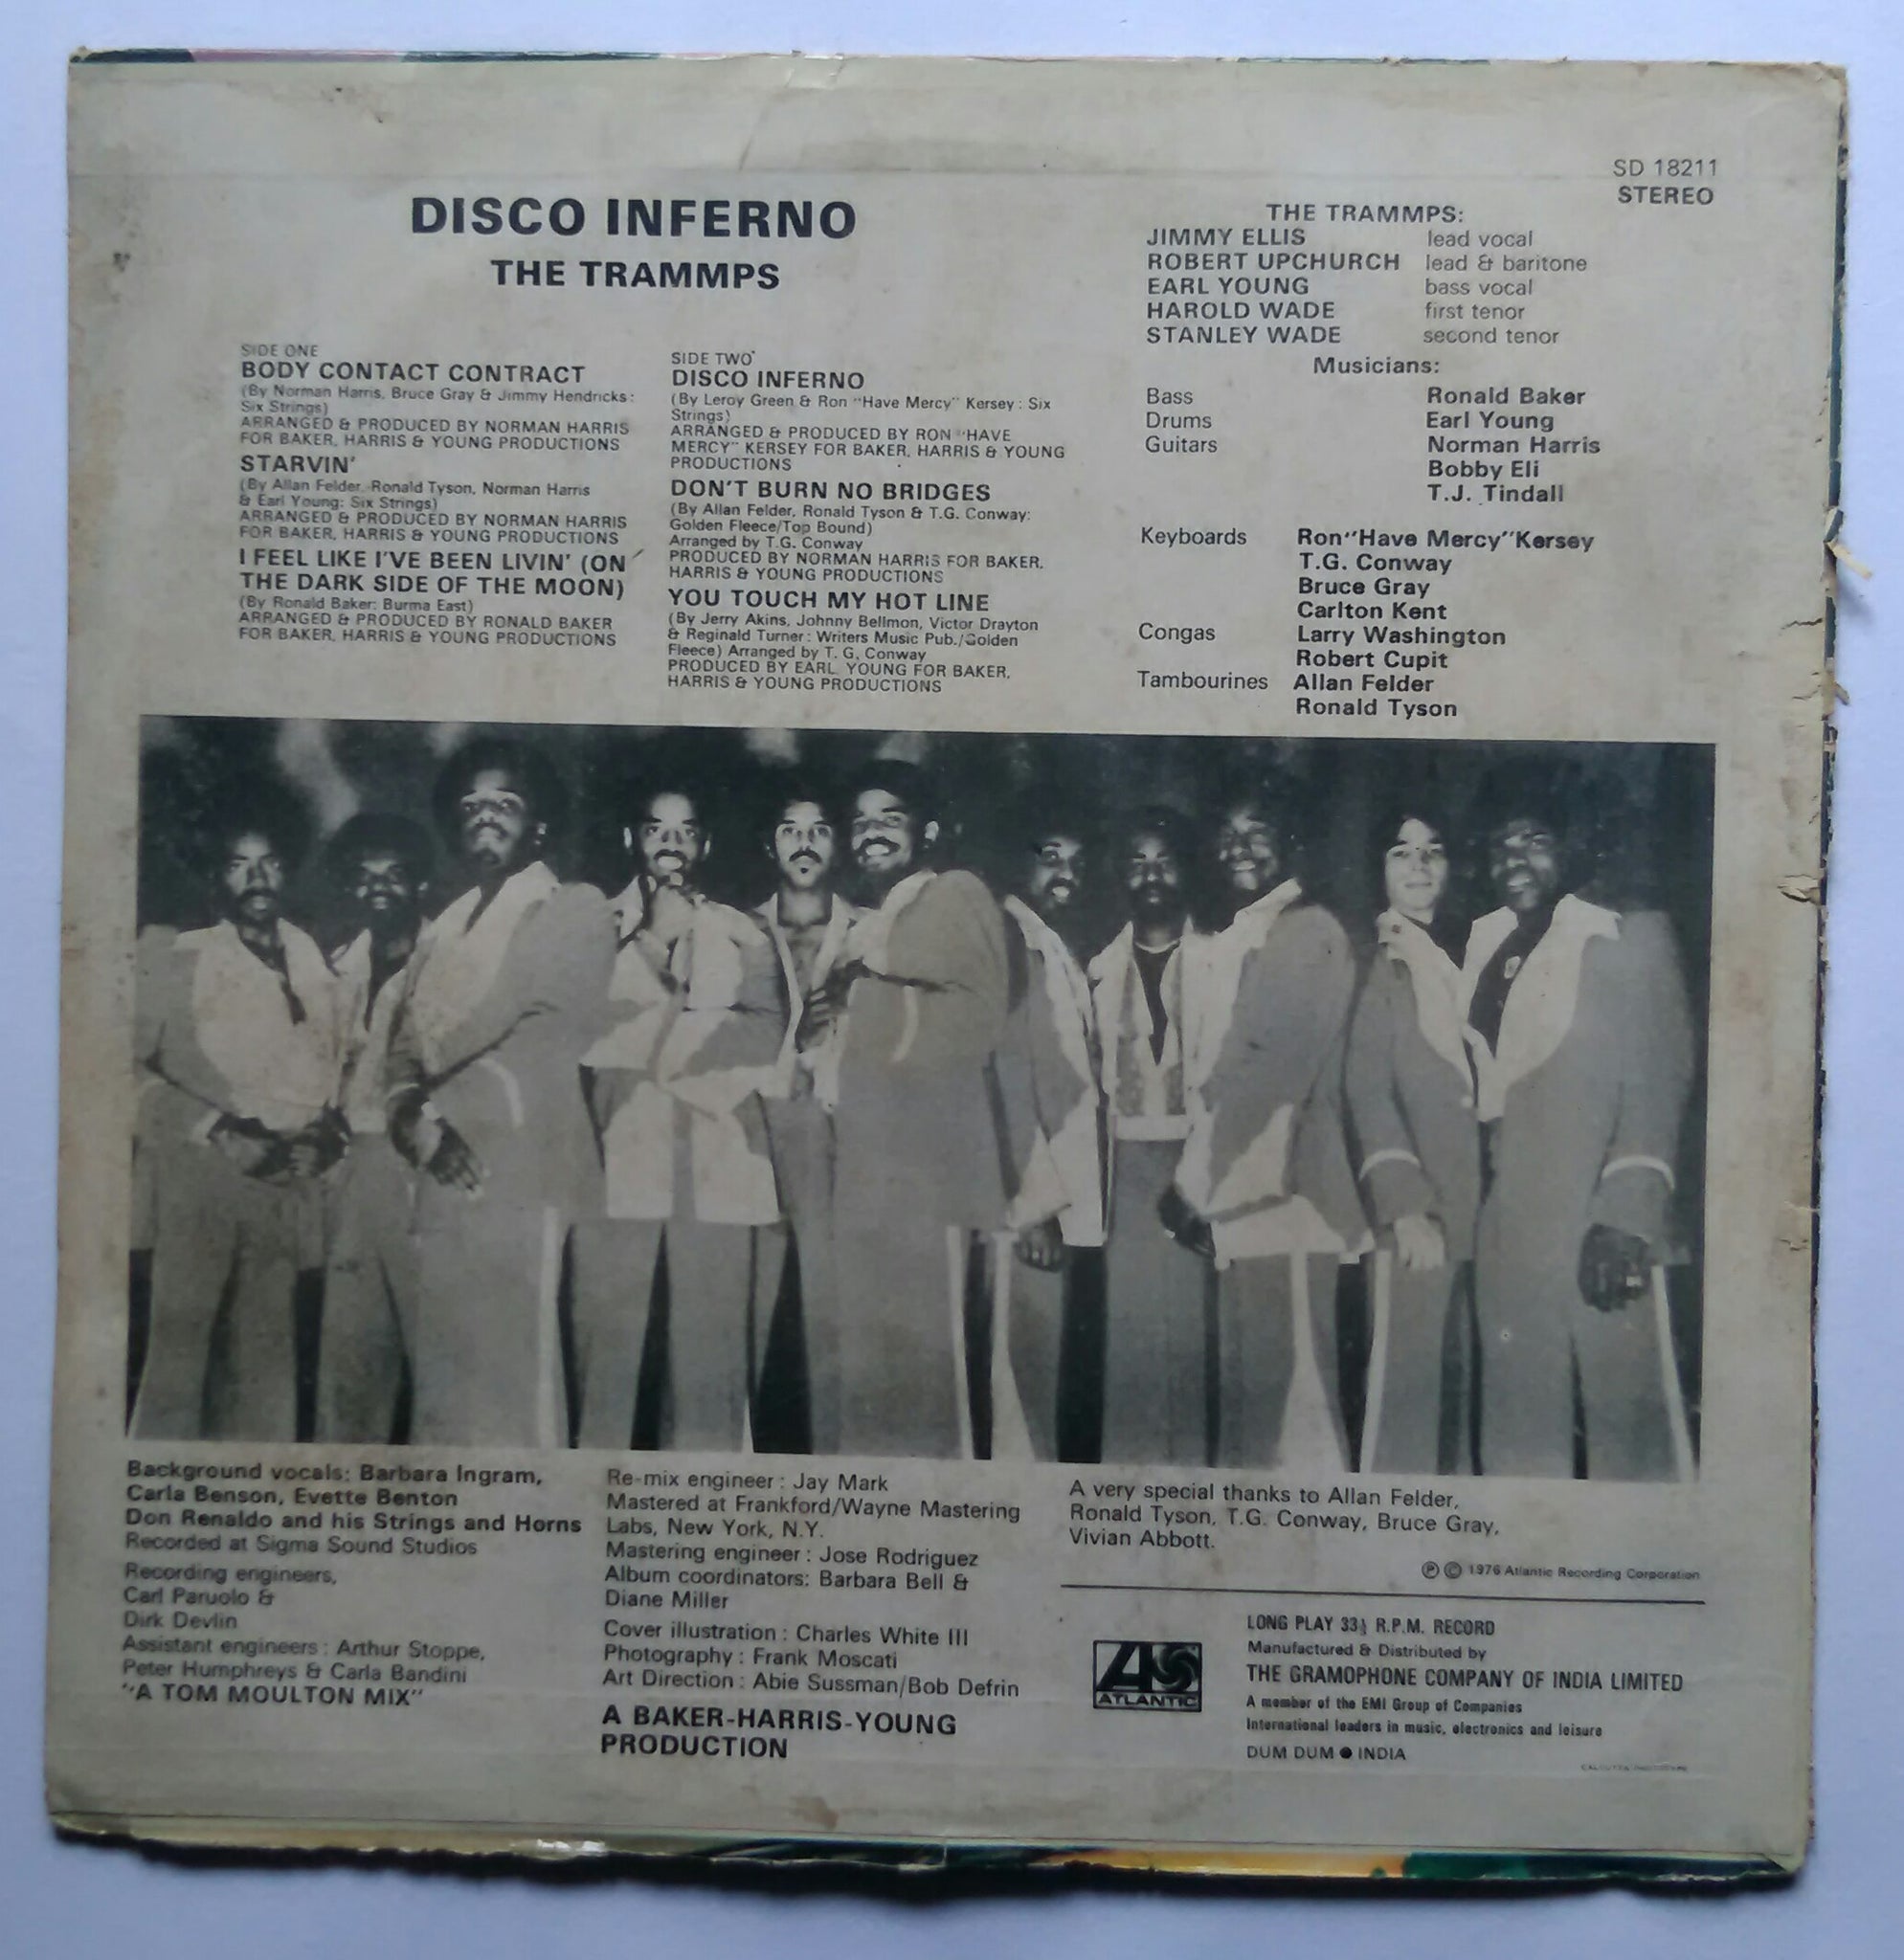 SD 18211
STEREO
DISCO INFERNO
THE TRAMMPS
SIDE ONE
BODY CONTACT CONTRACT
(By Norman Harris, Bruce Gray & Jimmy Hendricks:
Six Strings)
ARRANGED & PRODUCED BY NORMAN HARRIS
FOR BAKER, HARRIS & YOUNG PRODUCTIONS
STARVIN'
(By Allan Felder, Ronald Tyson, Norman Harris
& Earl Young: Six Strings)
ARRANGED & PRODUCED BY NORMAN HARRIS
FOR BAKER, HARRIS & YOUNG PRODUCTIONS
I FEEL LIKE I'VE BEEN LIVIN' (ON
THE DARK SIDE OF THE MOON)
(By Ronald Baker: Burma East)
ARRANGED & PRODUCED BY RONALD BAKER
FOR BAKER, HARRIS & YOUNG PRODUCTIONS
SIDE TWO
DISCO INFERNO
(By Leroy Green & Ron "Have Mercy" Kersey : Six
Strings)
ARRANGED & PRODUCED BY RON "HAVE
MERCY" KERSEY FOR BAKER, HARRIS & YOUNG
PRODUCTIONS
DON'T BURN NO BRIDGES
(By Allan Felder, Ronald Tyson & T.G. Conway:
Golden Fleece/Top Bound)
Arranged by T.G. Conway
PRODUCED BY NORMAN HARRIS FOR BAKER,
HARRIS & YOUNG PRODUCTIONS
YOU TOUCH MY HOT LINE
(By Jerry Akins, Johnny Bellmon, Victor Drayton
& Reginald Turner : Writers Music Pub./Golden
Fleece) Arranged by T. G. Conway
PRODUCED BY EARL YOUNG FOR BAKER,
HARRIS & YOUNG PRODUCTIONS
THE TRAMMPS:
JIMMY ELLIS lead vocal
ROBERT UPCHURCH lead & baritone
EARL YOUNG bass vocal
HAROLD WADE first tenor
STANLEY WADE second tenor
Musicians:
Bass Ronald Baker
Drums Earl Young
Guitars Norman Harris
Bobby Eli
T.J. Tindall
Keyboards Ron"Have Mercy"Kersey
T.G. Conway
Bruce Gray
Carlton Kent
Congas Larry Washington
Robert Cupit
Tambourines Allan Felder
Ronald Tyson
Background vocals: Barbara Ingram,
Carla Benson, Evette Benton
Don Renaldo and his Strings and Horns
Recorded at Sigma Sound Studios
Recording engineers,
Carl Paruolo &
Dirk Devlin
Assistant engineers : Arthur Stoppe,
Peter Humphreys & Carla Bandini
"A TOM MOULTON MIX"
Re-mix engineer : Jay Mark
Mastered at Frankford/Wayne Mastering
Labs, New York, N.Y.
Mastering engineer : Jose Rodriguez
Album coordinators: Barbara Bell &
Diane Miller
Cover illustration : Charles White III
Photography : Frank Moscati
Art Direction : Abie Sussman/Bob Defrin
A BAKER-HARRIS-YOUNG
PRODUCTION
A very special thanks to Allan Felder,
Ronald Tyson, T.G. Conway, Bruce Gray,
Vivian Abbott.
℗ © 1976 Atlantic Recording Corporation
ATLANTIC
LONG PLAY 33⅓ R.P.M. RECORD
Manufactured & Distributed by
THE GRAMOPHONE COMPANY OF INDIA LIMITED
A member of the EMI Group of Companies
International leaders in music, electronics and leisure
DUM DUM ● INDIA